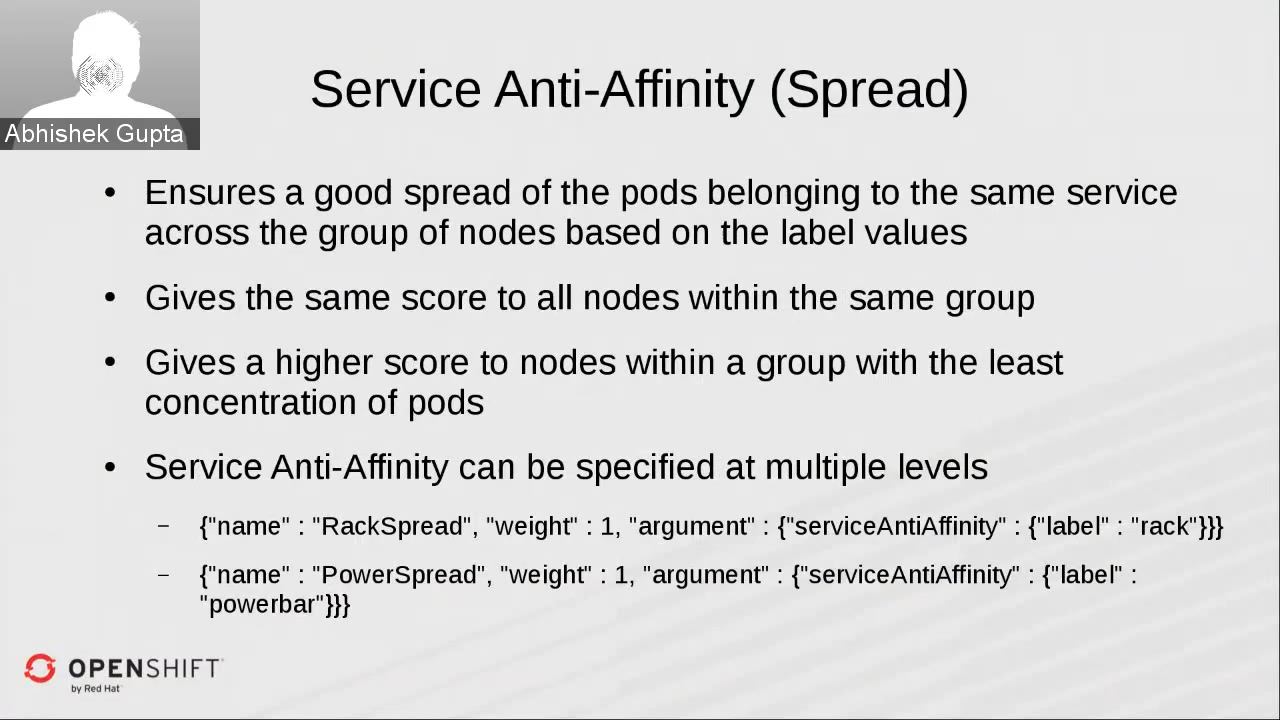 Abhishek Gupta
Service Anti-Affinity (Spread)
• Ensures a good spread of the pods belonging to the same service
across the group of nodes based on the label values
• Gives the same score to all nodes within the same group
• Gives a higher score to nodes within a group with the least
concentration of pods
• Service Anti-Affinity can be specified at multiple levels
– {"name" : "RackSpread", "weight" : 1, "argument" : {"serviceAntiAffinity" : {"label" : "rack"}}}
– {"name" : "PowerSpread", "weight" : 1, "argument" : {"serviceAntiAffinity" : {"label" :
"powerbar"}}}
OPENSHIFT
by Red Hat